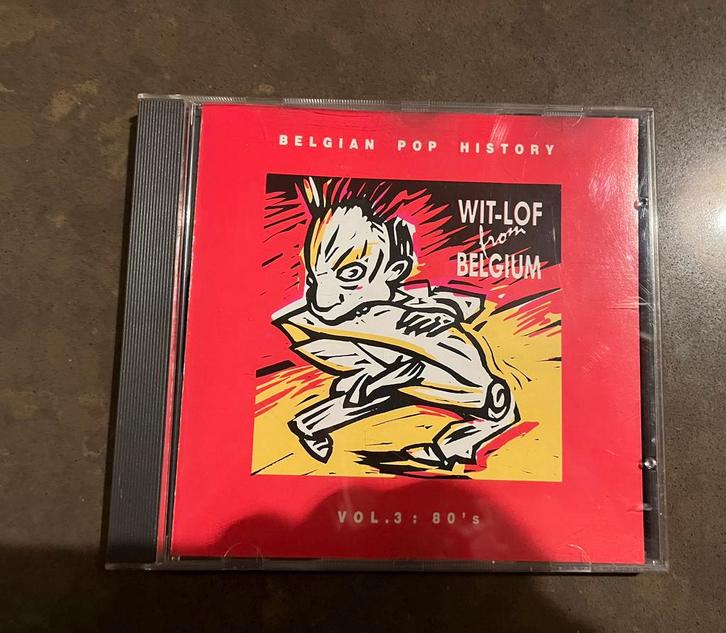 BELGIAN POP HISTORY
WIT-LOF
from
BELGIUM
VOL.3: 80's